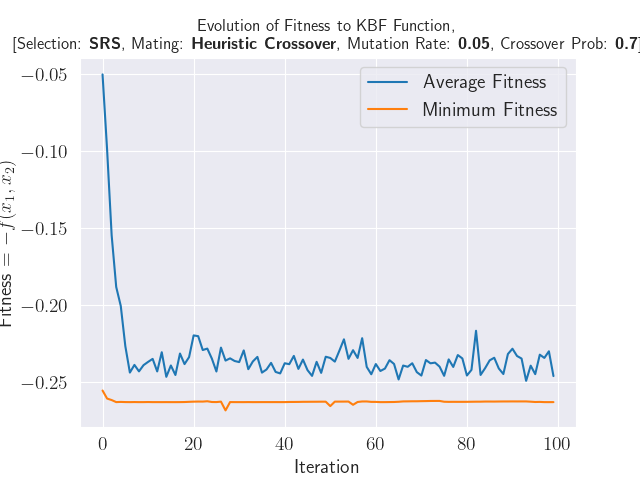 Evolution of Fitness to KBF Function,
[Selection: SRS, Mating: Heuristic Crossover, Mutation Rate: 0.05, Crossover Prob: 0.7]
Average Fitness
Minimum Fitness
Fitness = −f(x₁, x₂)
−0.05
−0.10
−0.15
−0.20
−0.25
0 20 40 60 80 100
Iteration